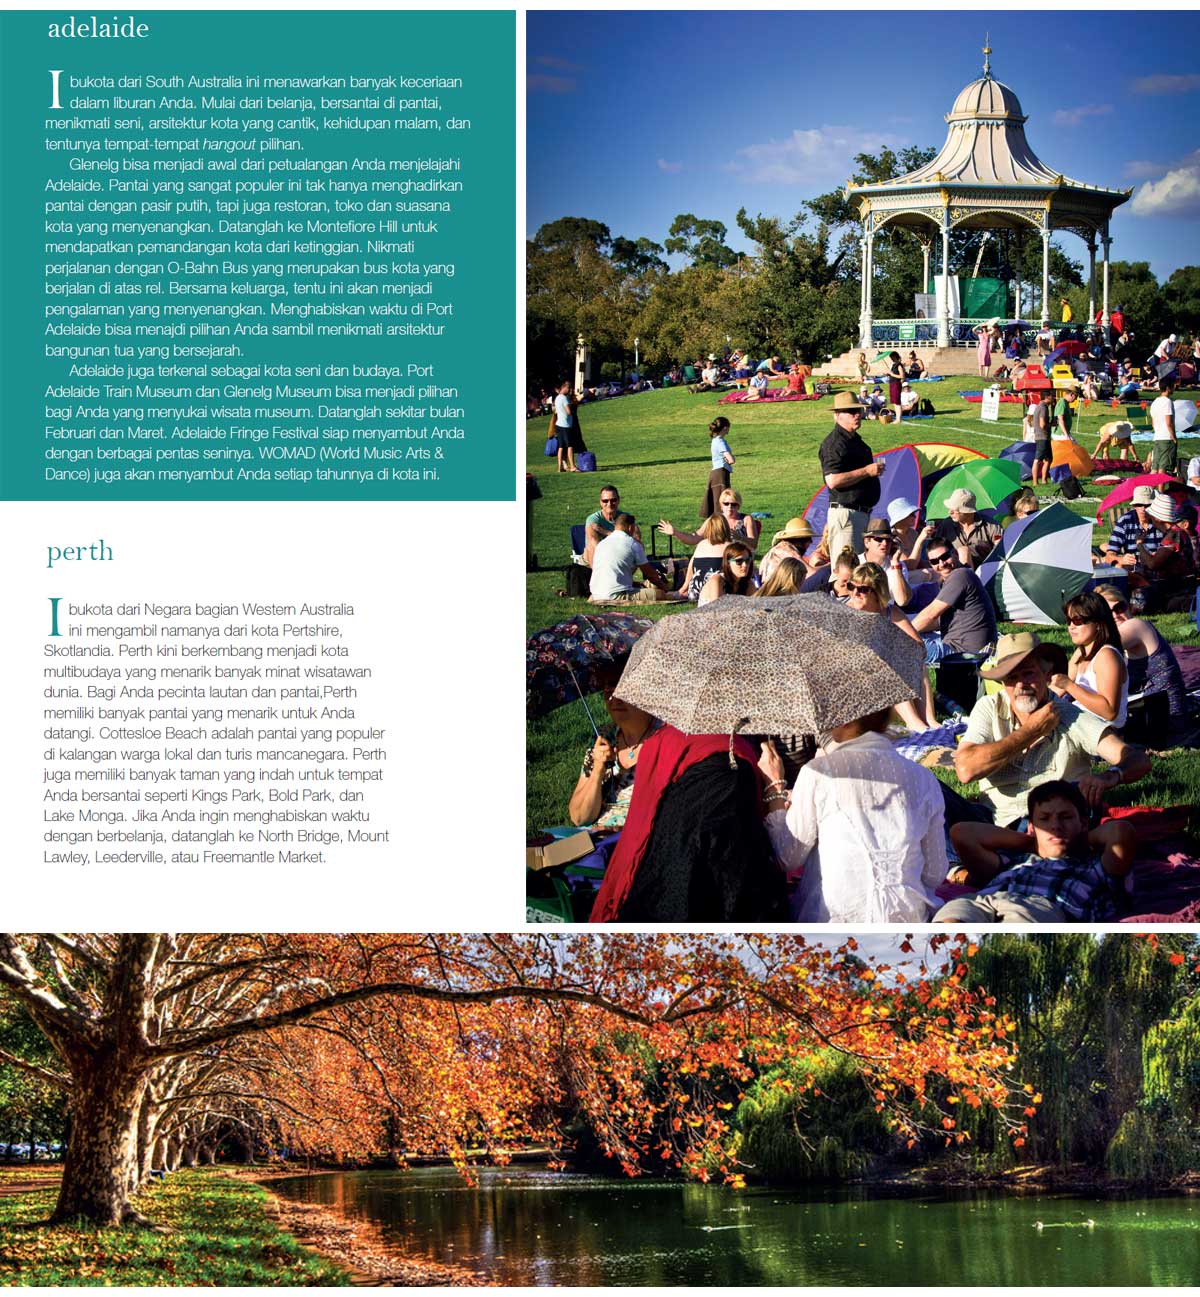 adelaide
Ibukota dari South Australia ini menawarkan banyak keceriaan
dalam liburan Anda. Mulai dari belanja, bersantai di pantai,
menikmati seni, arsitektur kota yang cantik, kehidupan malam, dan
tentunya tempat-tempat hangout pilihan.
Glenelg bisa menjadi awal dari petualangan Anda menjelajahi
Adelaide. Pantai yang sangat populer ini tak hanya menghadirkan
pantai dengan pasir putih, tapi juga restoran, toko dan suasana
kota yang menyenangkan. Datanglah ke Montefiore Hill untuk
mendapatkan pemandangan kota dari ketinggian. Nikmati
perjalanan dengan O-Bahn Bus yang merupakan bus kota yang
berjalan di atas rel. Bersama keluarga, tentu ini akan menjadi
pengalaman yang menyenangkan. Menghabiskan waktu di Port
Adelaide bisa menajdi pilihan Anda sambil menikmati arsitektur
bangunan tua yang bersejarah.
Adelaide juga terkenal sebagai kota seni dan budaya. Port
Adelaide Train Museum dan Glenelg Museum bisa menjadi pilihan
bagi Anda yang menyukai wisata museum. Datanglah sekitar bulan
Februari dan Maret. Adelaide Fringe Festival siap menyambut Anda
dengan berbagai pentas seninya. WOMAD (World Music Arts &
Dance) juga akan menyambut Anda setiap tahunnya di kota ini.
perth
Ibukota dari Negara bagian Western Australia
ini mengambil namanya dari kota Pertshire,
Skotlandia. Perth kini berkembang menjadi kota
multibudaya yang menarik banyak minat wisatawan
dunia. Bagi Anda pecinta lautan dan pantai,Perth
memiliki banyak pantai yang menarik untuk Anda
datangi. Cottesloe Beach adalah pantai yang populer
di kalangan warga lokal dan turis mancanegara. Perth
juga memiliki banyak taman yang indah untuk tempat
Anda bersantai seperti Kings Park, Bold Park, dan
Lake Monga. Jika Anda ingin menghabiskan waktu
dengan berbelanja, datanglah ke North Bridge, Mount
Lawley, Leederville, atau Freemantle Market.